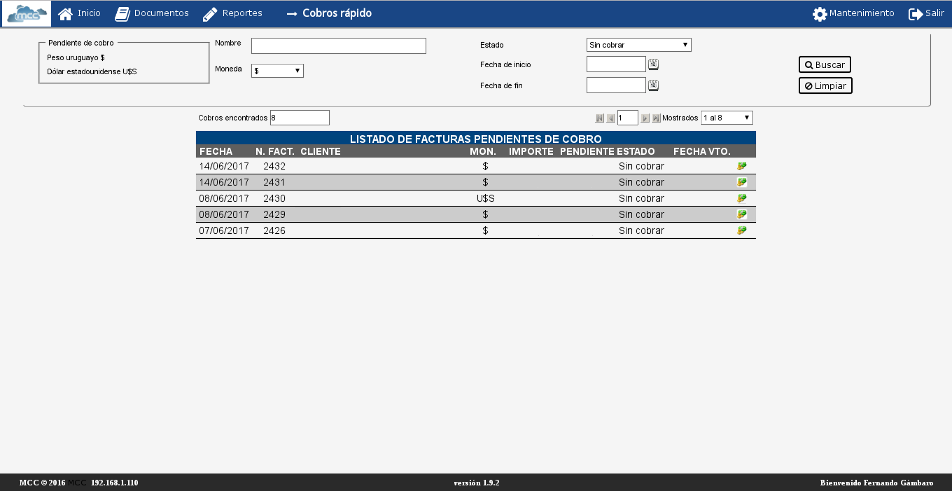 MCC Inicio Documentos Reportes → Cobros rápido Mantenimiento Salir
Pendiente de cobro
Peso uruguayo $
Dólar estadounidense U$S
Nombre
Moneda $
Estado Sin cobrar
Fecha de inicio
Fecha de fin
Buscar
Limpiar
Cobros encontrados 8 1 Mostrados 1 al 8
LISTADO DE FACTURAS PENDIENTES DE COBRO
FECHA N. FACT. CLIENTE MON. IMPORTE PENDIENTE ESTADO FECHA VTO.
14/06/2017 2432 $ Sin cobrar
14/06/2017 2431 $ Sin cobrar
08/06/2017 2430 U$S Sin cobrar
08/06/2017 2429 $ Sin cobrar
07/06/2017 2426 $ Sin cobrar
MCC © 2016 MCC 192.168.1.110 versión 1.9.2 Bienvenido Fernando Gámbaro